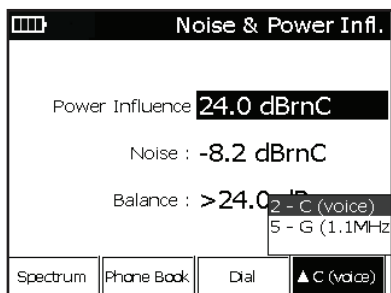 Noise & Power Infl.
Power Influence 24.0 dBrnC
Noise : -8.2 dBrnC
Balance : >24.0
2 - C (voice)
5 - G (1.1MHz
Spectrum Phone Book Dial ▲C (voice)